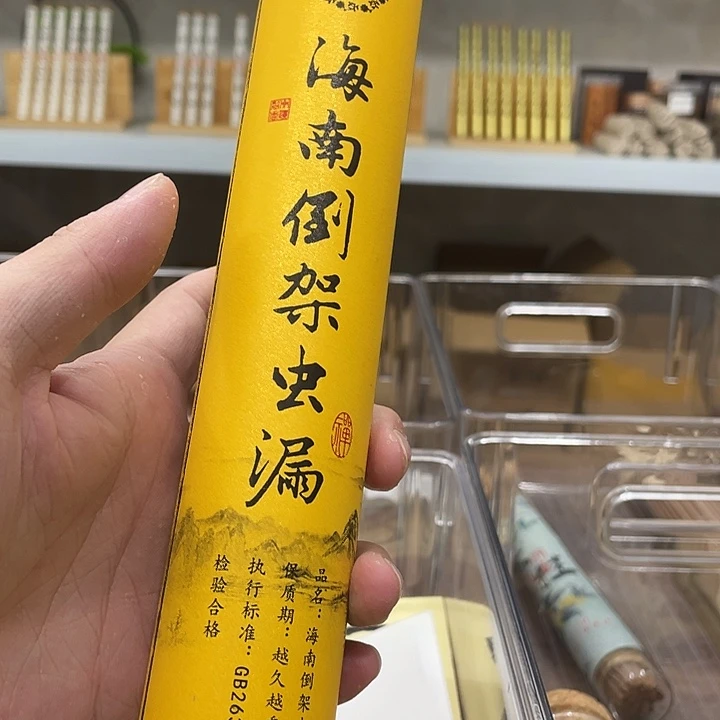 海南倒架虫漏
品名：海南倒架
保质期：越久越
执行标准：GB26
检验合格
禅